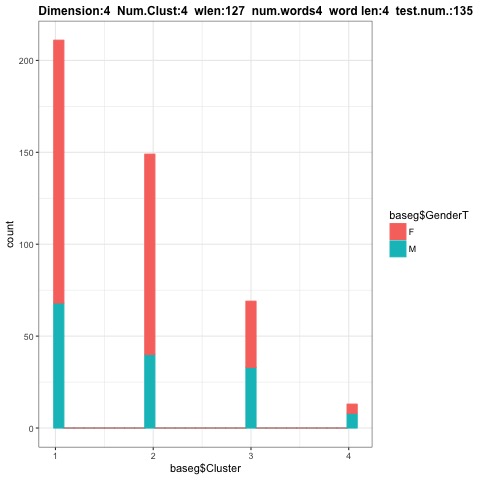 Dimension:4 Num.Clust:4 wlen:127 num.words4 word len:4 test.num.:135
200
150
100
50
0
count
1 2 3 4
baseg$Cluster
baseg$GenderT
F
M